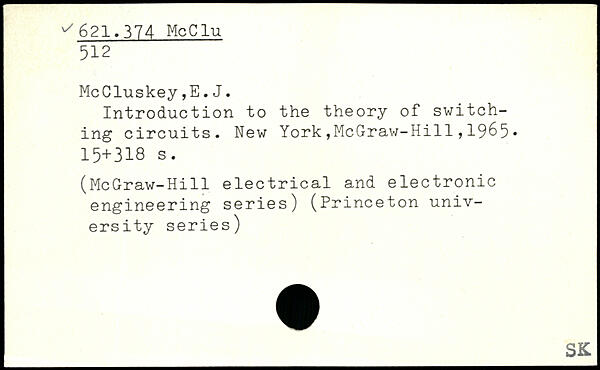 ✓ 621.374 McClu
512
McCluskey,E.J.
Introduction to the theory of switch-
ing circuits. New York,McGraw-Hill,1965.
15+318 s.
(McGraw-Hill electrical and electronic
engineering series) (Princeton univ-
ersity series)
SK